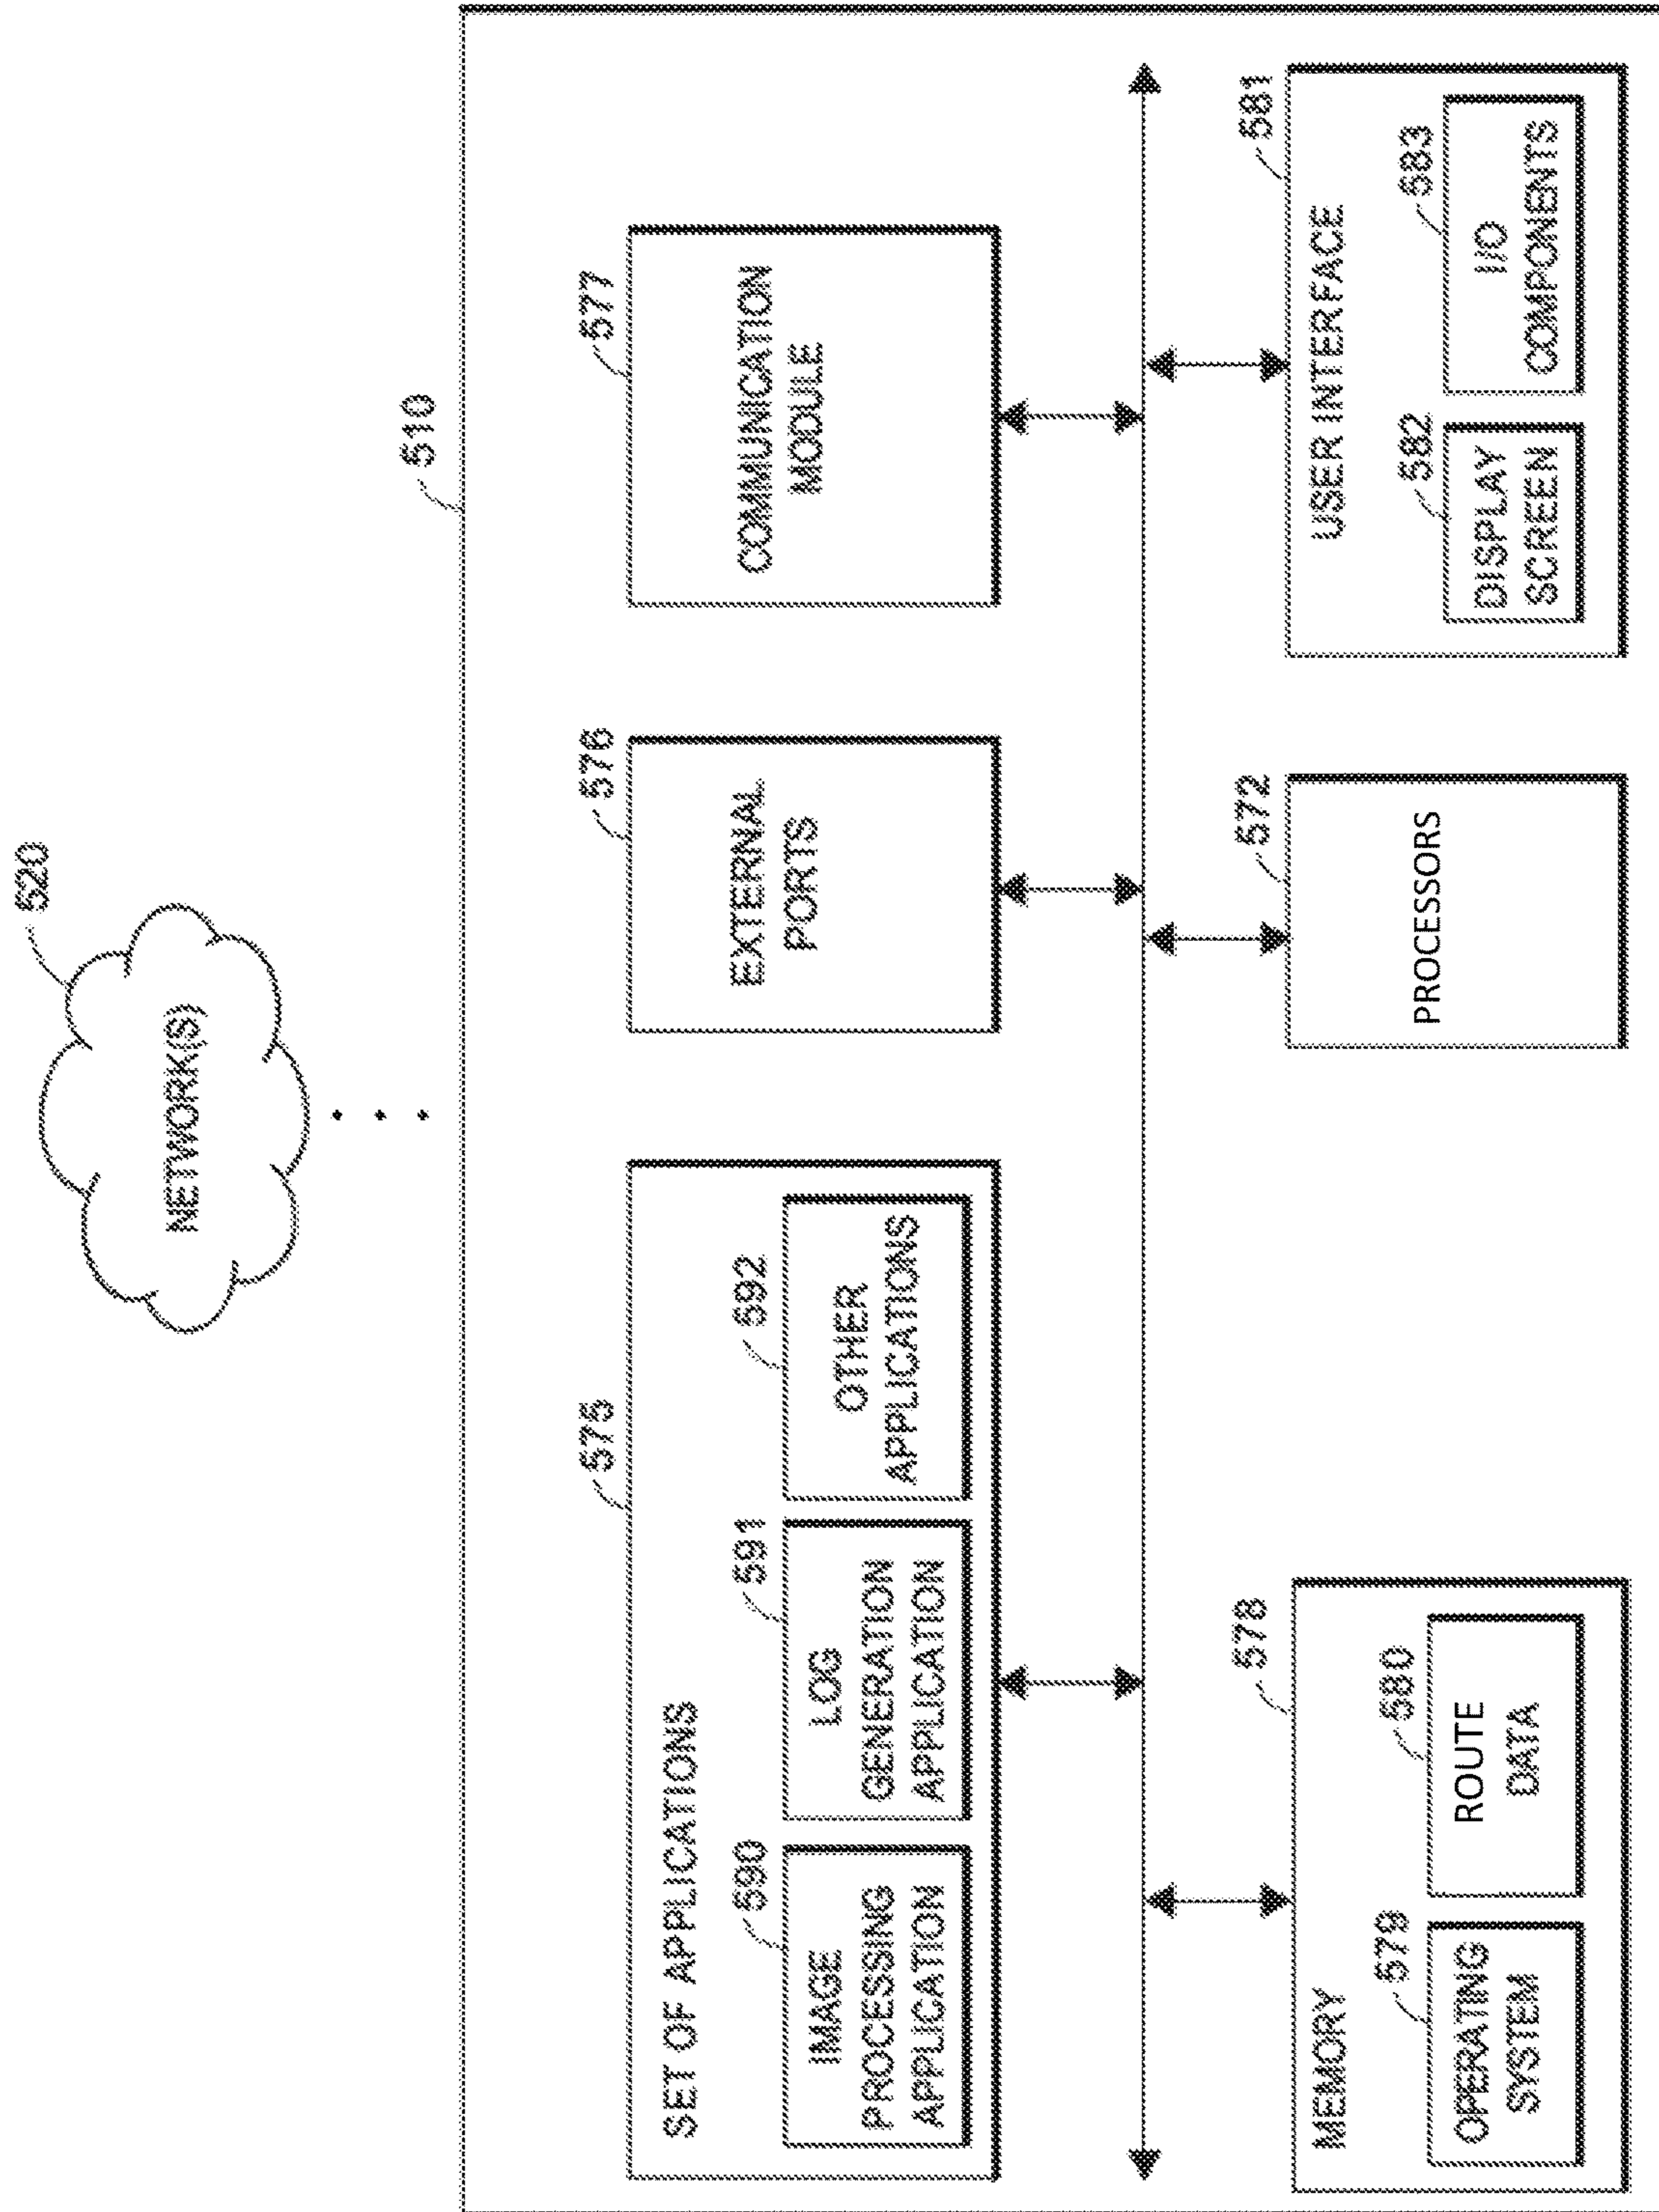 520
NETWORK(S)
510
575
SET OF APPLICATIONS
590
IMAGE
PROCESSING
APPLICATION
591
LOG
GENERATION
APPLICATION
592
OTHER
APPLICATIONS
576
EXTERNAL
PORTS
577
COMMUNICATION
MODULE
578
MEMORY
579
OPERATING
SYSTEM
580
ROUTE
DATA
572
PROCESSORS
581
USER INTERFACE
582
DISPLAY
SCREEN
583
I/O
COMPONENTS